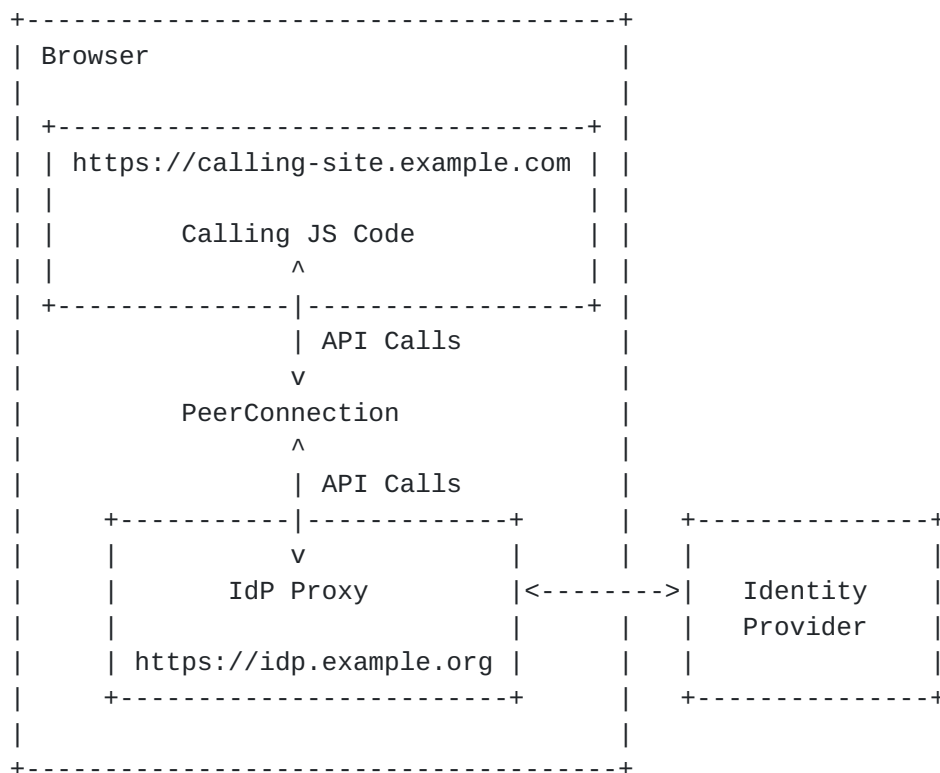 Browser
https://calling-site.example.com
Calling JS Code
API Calls
PeerConnection
API Calls
IdP Proxy
Identity
Provider
https://idp.example.org